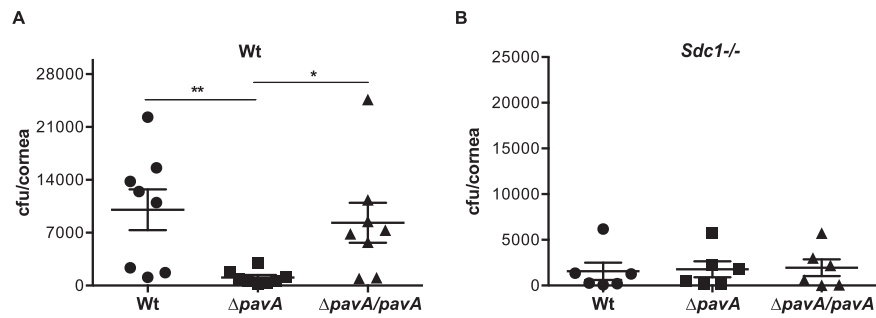 A
Wt
28000
21000
14000
7000
0
cfu/cornea
**
*
Wt
ΔpavA
ΔpavA/pavA
B
Sdc1-/-
25000
20000
15000
10000
5000
0
cfu/cornea
Wt
ΔpavA
ΔpavA/pavA